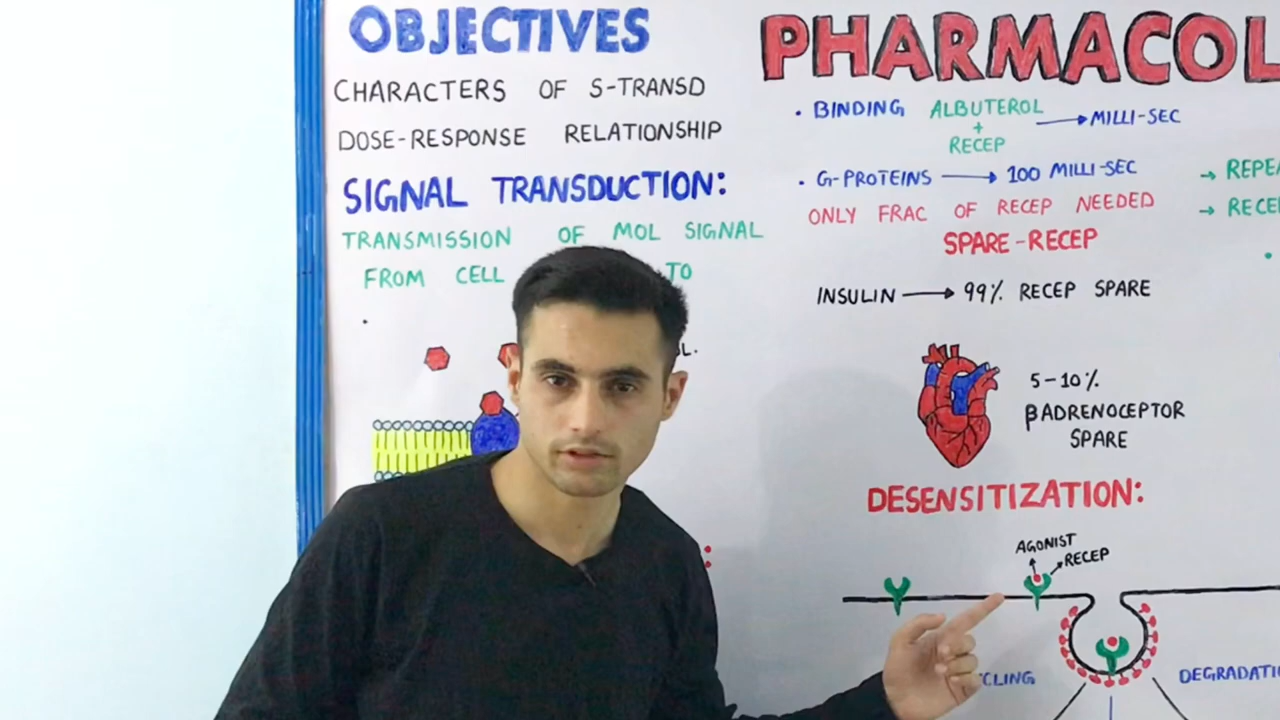 OBJECTIVES
CHARACTERS OF S-TRANSD
DOSE-RESPONSE RELATIONSHIP
SIGNAL TRANSDUCTION:
TRANSMISSION OF MOL SIGNAL
FROM CELL TO
PHARMACOL
• BINDING ALBUTEROL → MILLI-SEC
+
RECEP
• G-PROTEINS → 100 MILLI-SEC
ONLY FRAC OF RECEP NEEDED
SPARE-RECEP
INSULIN → 99% RECEP SPARE
5-10%
βADRENOCEPTOR
SPARE
DESENSITIZATION:
AGONIST
RECEP
CLING
DEGRADATI
→ REPEA
→ RECE